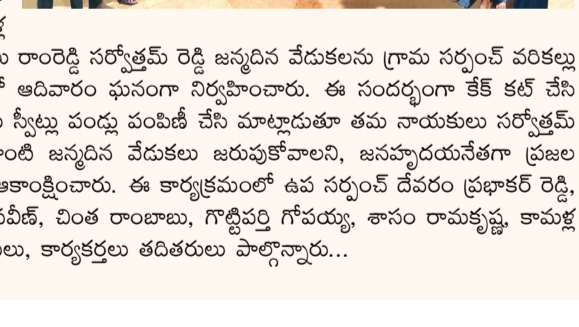 ళ్ల
రాంరెడ్డి సర్వోత్తమ్ రెడ్డి జన్మదిన వేడుకలను గ్రామ సర్పంచ్ వరికల్లు
ఆదివారం ఘనంగా నిర్వహించారు. ఈ సందర్భంగా కేక్ కట్ చేసి
స్వీట్లు పండ్లు పంపిణీ చేసి మాట్లాడుతూ తమ నాయకులు సర్వోత్తమ్
జన్మదిన వేడుకలు జరుపుకోవాలని, జనహృదయనేతగా ప్రజల
ఆకాంక్షించారు. ఈ కార్యక్రమంలో ఉప సర్పంచ్ దేవరం ప్రభాకర్ రెడ్డి,
చింత రాంబాబు, గొట్టిపర్తి గోపయ్య, శాసం రామకృష్ణ, కామళ్ల
కార్యకర్తలు తదితరులు పాల్గొన్నారు...